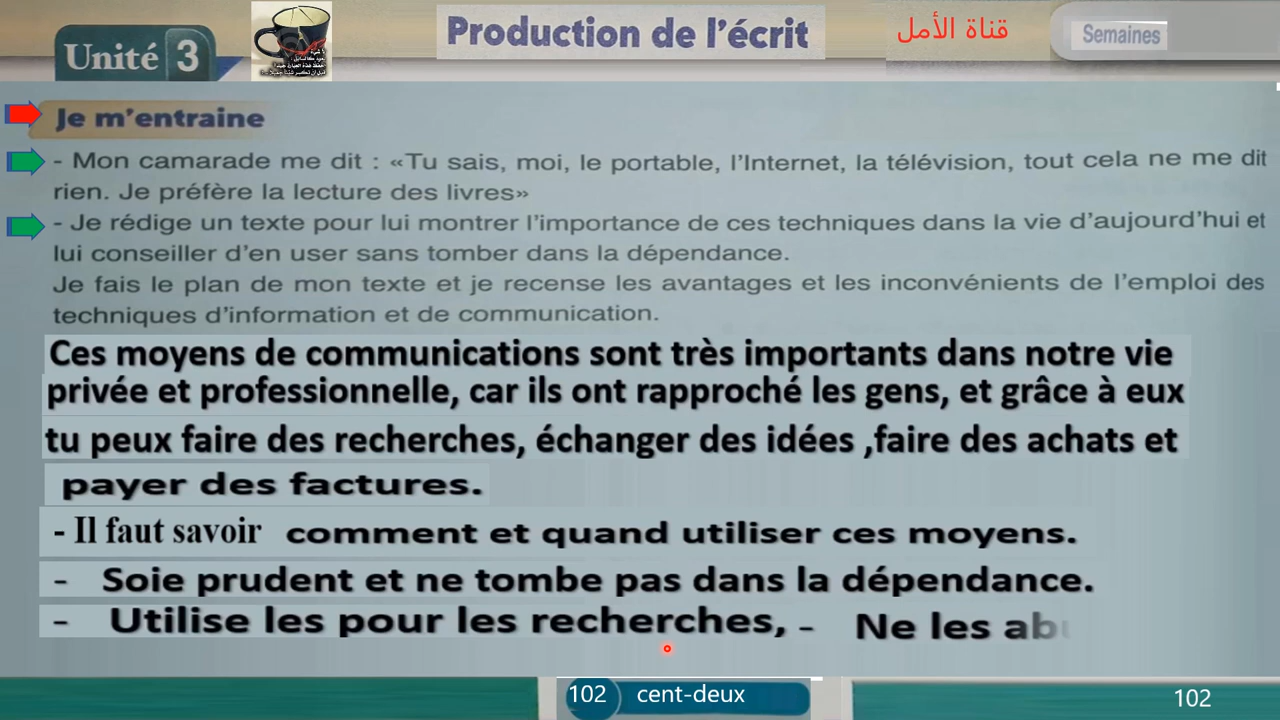 Unité 3
Production de l'écrit
قناة الأمل
Semaines
Je m'entraine
- Mon camarade me dit : «Tu sais, moi, le portable, l'Internet, la télévision, tout cela ne me dit
rien. Je préfère la lecture des livres»
- Je rédige un texte pour lui montrer l'importance de ces techniques dans la vie d'aujourd'hui et
lui conseiller d'en user sans tomber dans la dépendance.
Je fais le plan de mon texte et je recense les avantages et les inconvénients de l'emploi des
techniques d'information et de communication.
Ces moyens de communications sont très importants dans notre vie
privée et professionnelle, car ils ont rapproché les gens, et grâce à eux
tu peux faire des recherches, échanger des idées ,faire des achats et
payer des factures.
- Il faut savoir comment et quand utiliser ces moyens.
- Soie prudent et ne tombe pas dans la dépendance.
- Utilise les pour les recherches, - Ne les
102 cent-deux
102